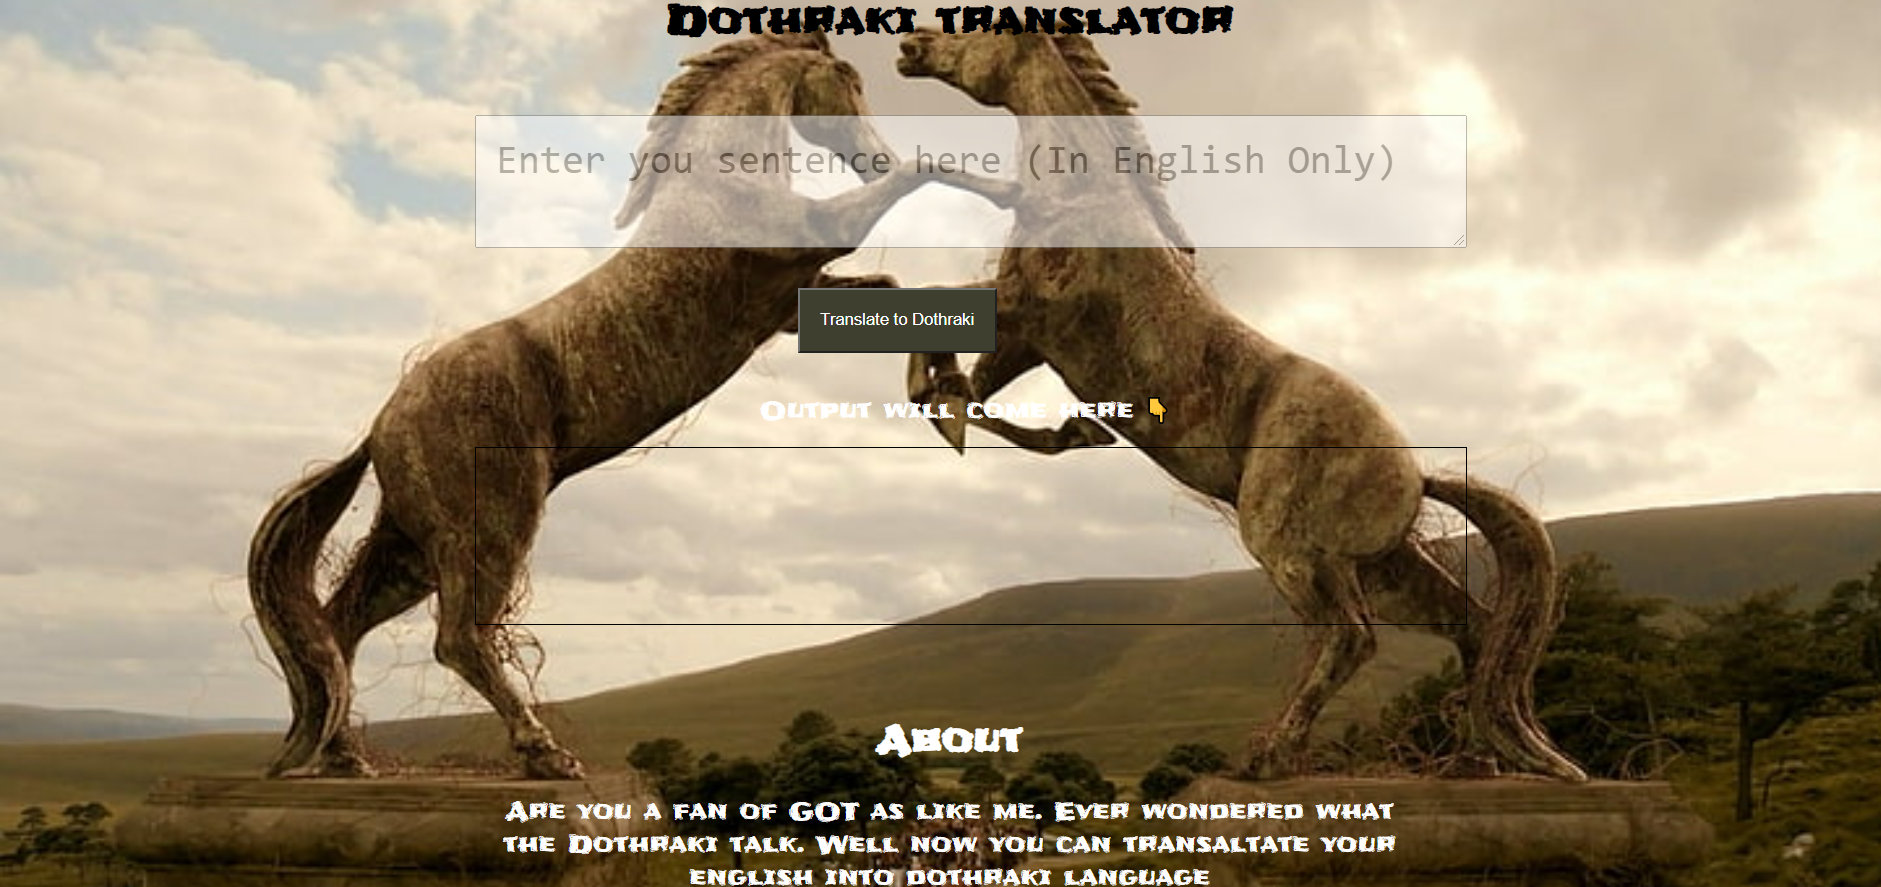 Dothraki translator
Enter you sentence here (In English Only)
Translate to Dothraki
Output will come here 👇
About
Are you a fan of GOT as like me. Ever wondered what
the Dothraki talk. Well now you can transaltate your
english into dothraki language